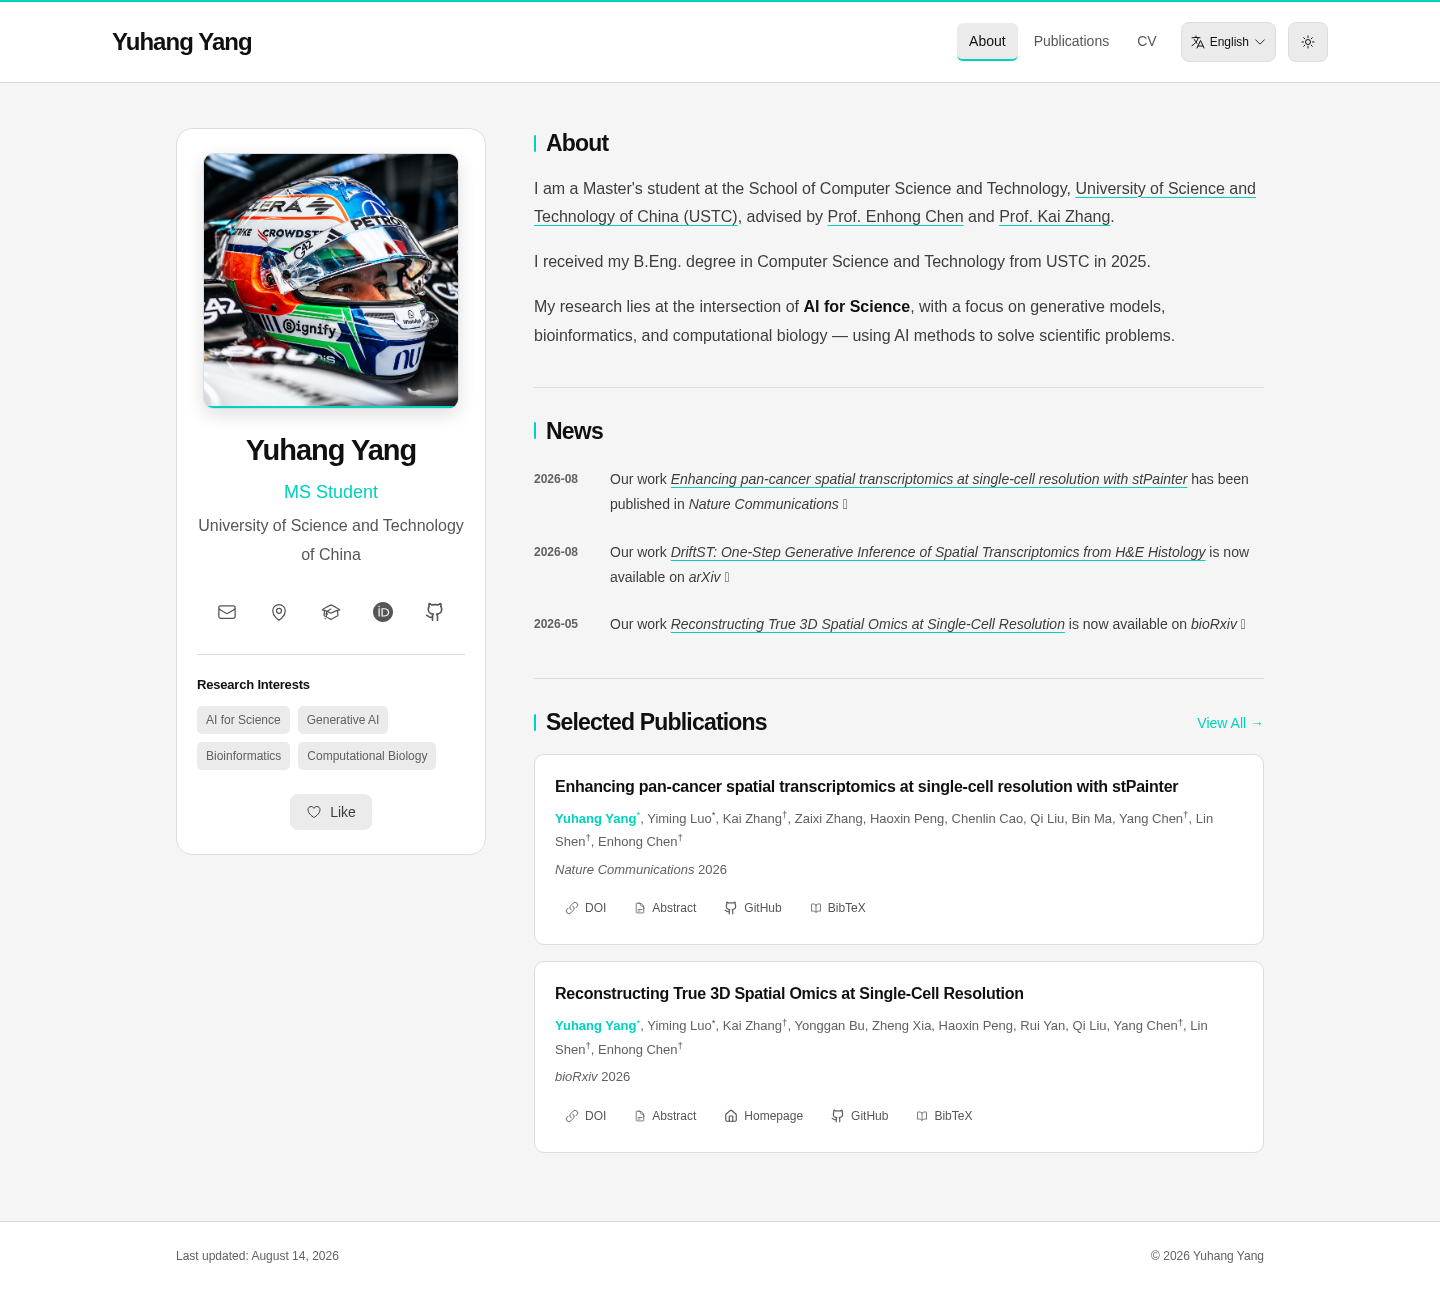 Yuhang Yang
About
Publications
CV
English
PETRO
CROWDST
Signify
NU
Yuhang Yang
MS Student
University of Science and Technology
of China
iD
Research Interests
AI for Science
Generative AI
Bioinformatics
Computational Biology
Like
About
I am a Master's student at the School of Computer Science and Technology, University of Science and
Technology of China (USTC), advised by Prof. Enhong Chen and Prof. Kai Zhang.
I received my B.Eng. degree in Computer Science and Technology from USTC in 2025.
My research lies at the intersection of AI for Science, with a focus on generative models,
bioinformatics, and computational biology — using AI methods to solve scientific problems.
News
2026-08
Our work Enhancing pan-cancer spatial transcriptomics at single-cell resolution with stPainter has been
published in Nature Communications
2026-08
Our work DriftST: One-Step Generative Inference of Spatial Transcriptomics from H&E Histology is now
available on arXiv
2026-05
Our work Reconstructing True 3D Spatial Omics at Single-Cell Resolution is now available on bioRxiv
Selected Publications
View All →
Enhancing pan-cancer spatial transcriptomics at single-cell resolution with stPainter
Yuhang Yang*, Yiming Luo*, Kai Zhang†, Zaixi Zhang, Haoxin Peng, Chenlin Cao, Qi Liu, Bin Ma, Yang Chen†, Lin
Shen†, Enhong Chen†
Nature Communications 2026
DOI
Abstract
GitHub
BibTeX
Reconstructing True 3D Spatial Omics at Single-Cell Resolution
Yuhang Yang*, Yiming Luo*, Kai Zhang†, Yonggan Bu, Zheng Xia, Haoxin Peng, Rui Yan, Qi Liu, Yang Chen†, Lin
Shen†, Enhong Chen†
bioRxiv 2026
DOI
Abstract
Homepage
GitHub
BibTeX
Last updated: August 14, 2026
© 2026 Yuhang Yang